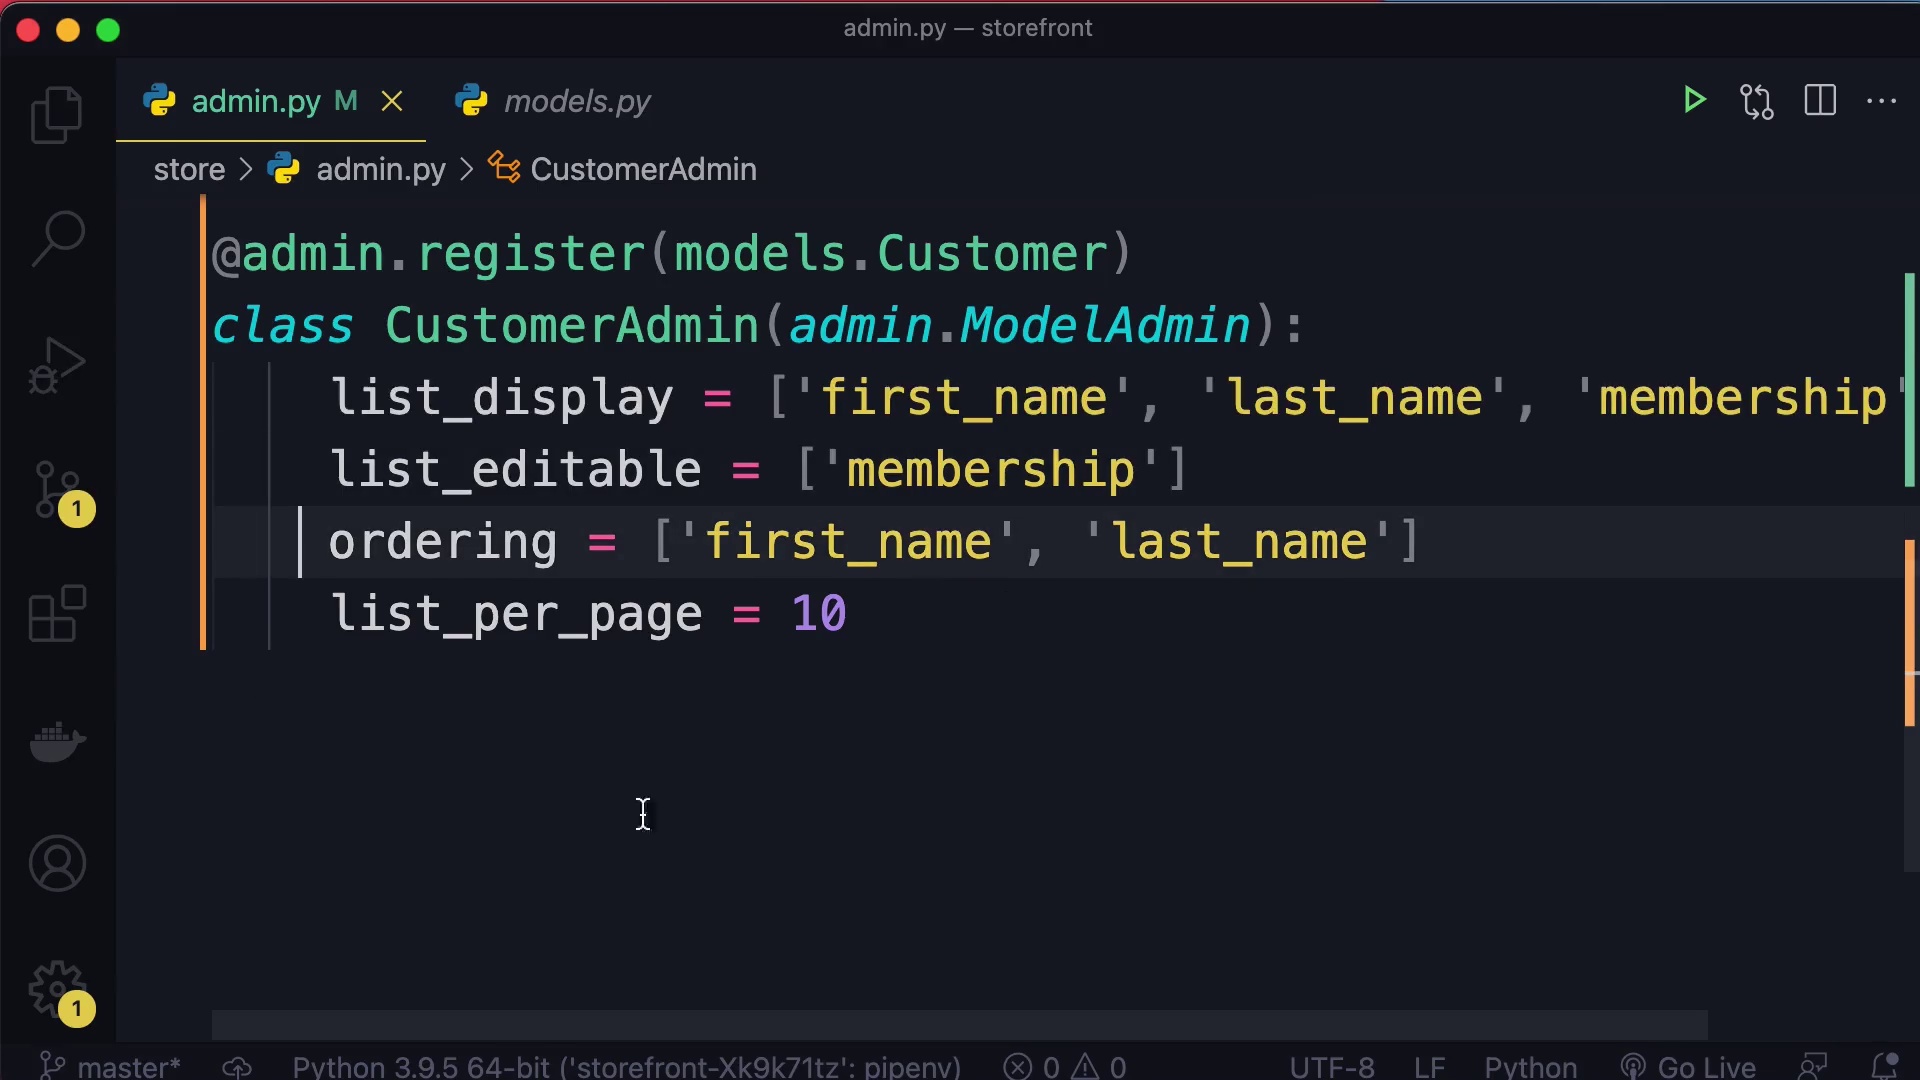 admin.py — storefront
admin.py M models.py
store > admin.py > CustomerAdmin
@admin.register(models.Customer)
class CustomerAdmin(admin.ModelAdmin):
list_display = ['first_name', 'last_name', 'membership'
list_editable = ['membership']
ordering = ['first_name', 'last_name']
list_per_page = 10
1
1
master* Python 3.9.5 64-bit ('storefront-Xk9k71tz': pipenv) 0 0 UTF-8 LF Python Go Live